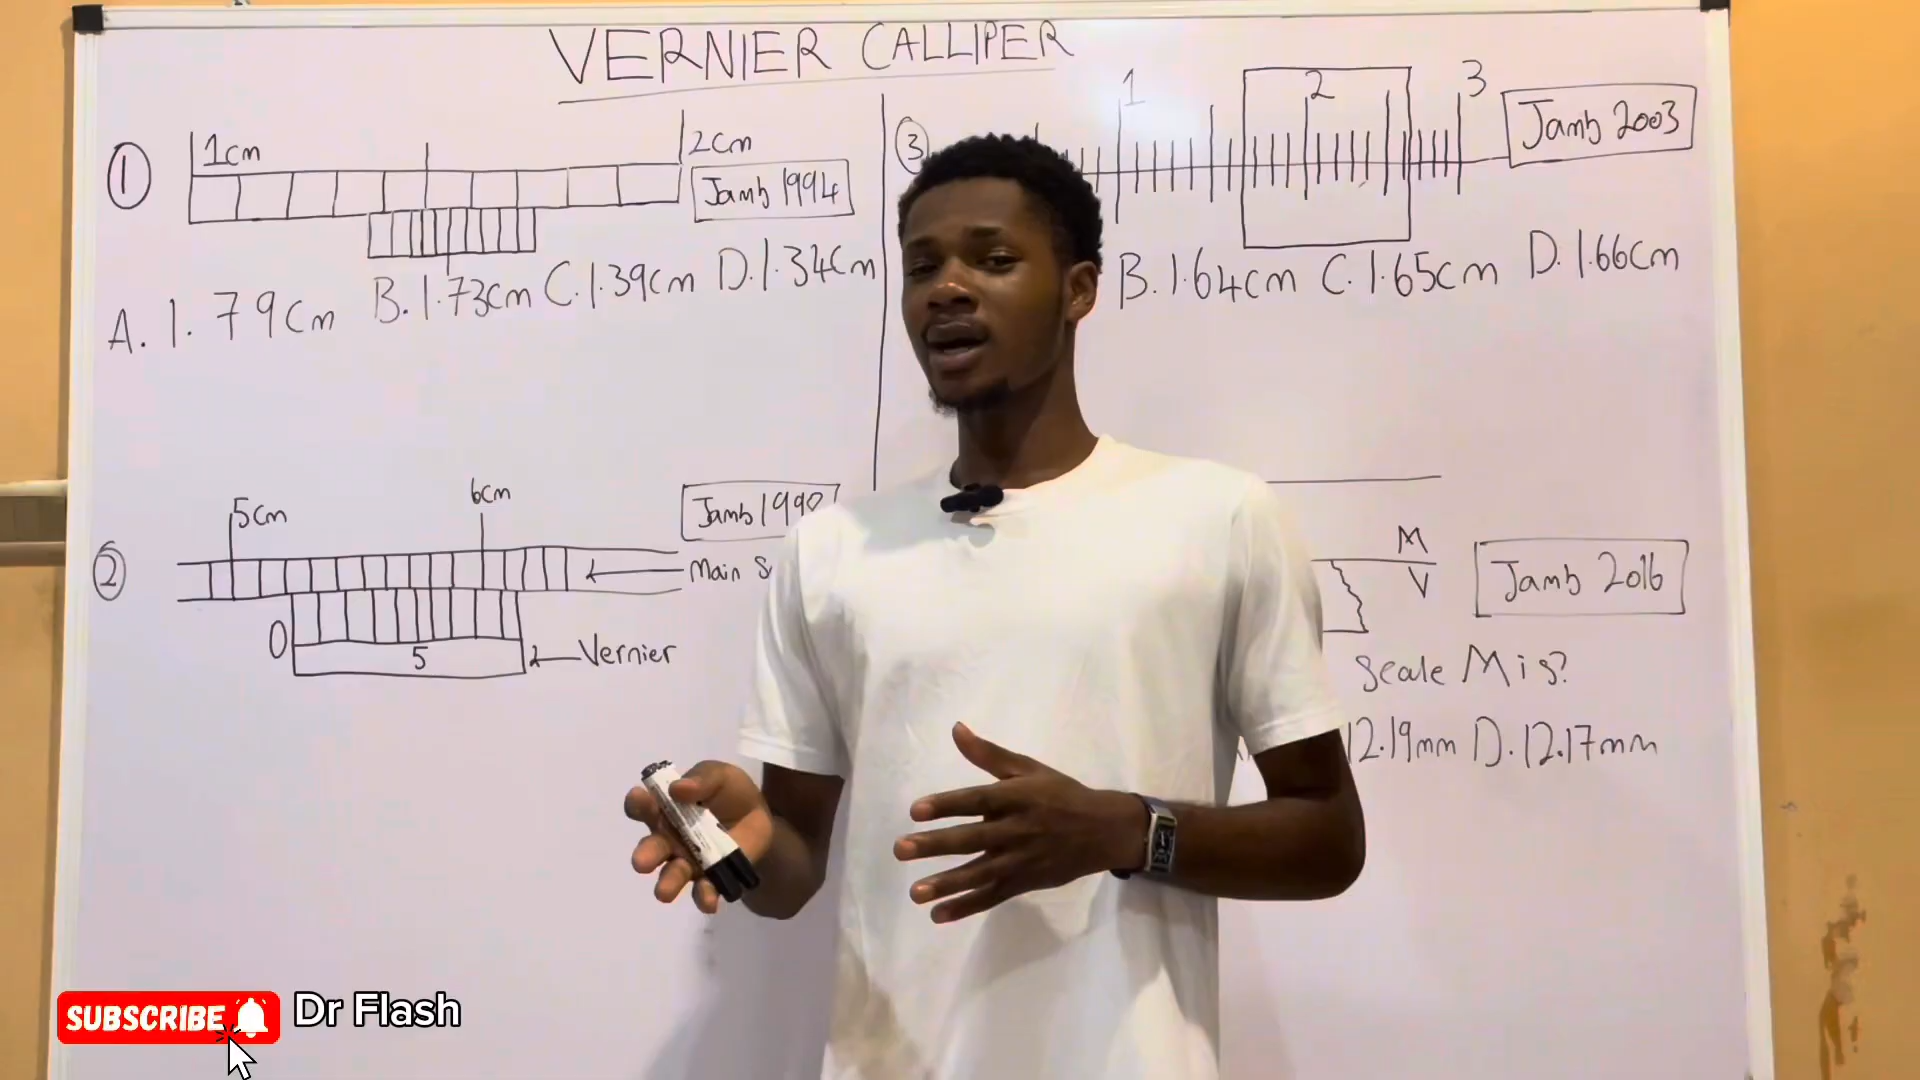 VERNIER CALLIPER
① 1cm 2cm
Jamb 1994
A. 1.79cm B. 1.73cm C. 1.39cm D. 1.34cm
③ 1 2 3
Jamb 2003
B. 1.64cm C. 1.65cm D. 1.66cm
② 5cm 6cm
Main
0 5
Vernier
M
V
Jamb 2016
Scale M is?
12.19mm D. 12.17mm
SUBSCRIBE
Dr Flash